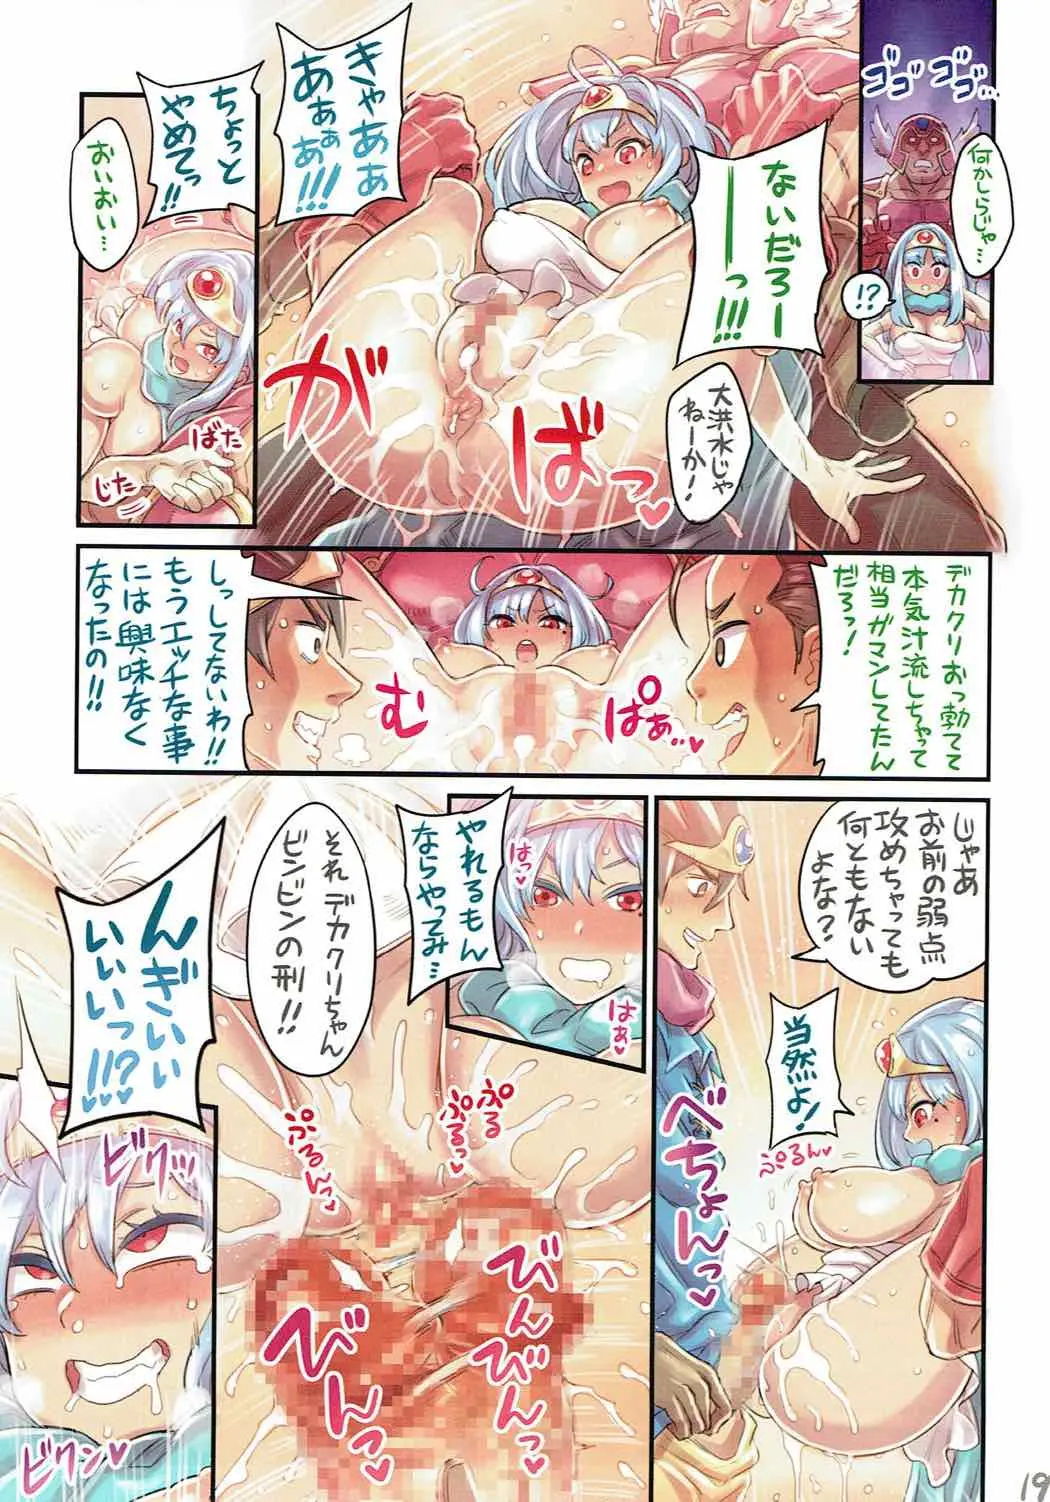 ゴゴ
ゴゴ…
何かしらじゃ…
!?
ないだろー
ーーっ!!!
きゃああ
あぁぁ
あ!!!
大洪水じゃ
ねーか!
がばっ♥
ちょっと
やめてっ!!
おいおい…
ばた
じた
デカクリおっ勃てて
本気汁流しちゃって
相当ガマンしてたん
だろっ!
むぱぁ..♥
しっしてないわ!!
もうエッチな事
には興味なく
なったの!!
じゃあ
お前の弱点
攻めちゃっても
何ともない
よな?
当然よ!
ぷるん♥
べちょんっ♥
やれるもん
ならやってみ…
はっ♥
はぁ♥
それデカクリちゃん
ビンビンの刑!!
ぷる
ぷるっ
ぷるんっ
びんびんっ
びんっ
んぎいい
いいいっ!!?♥♥♥
ビクッ
ビクン♥
19